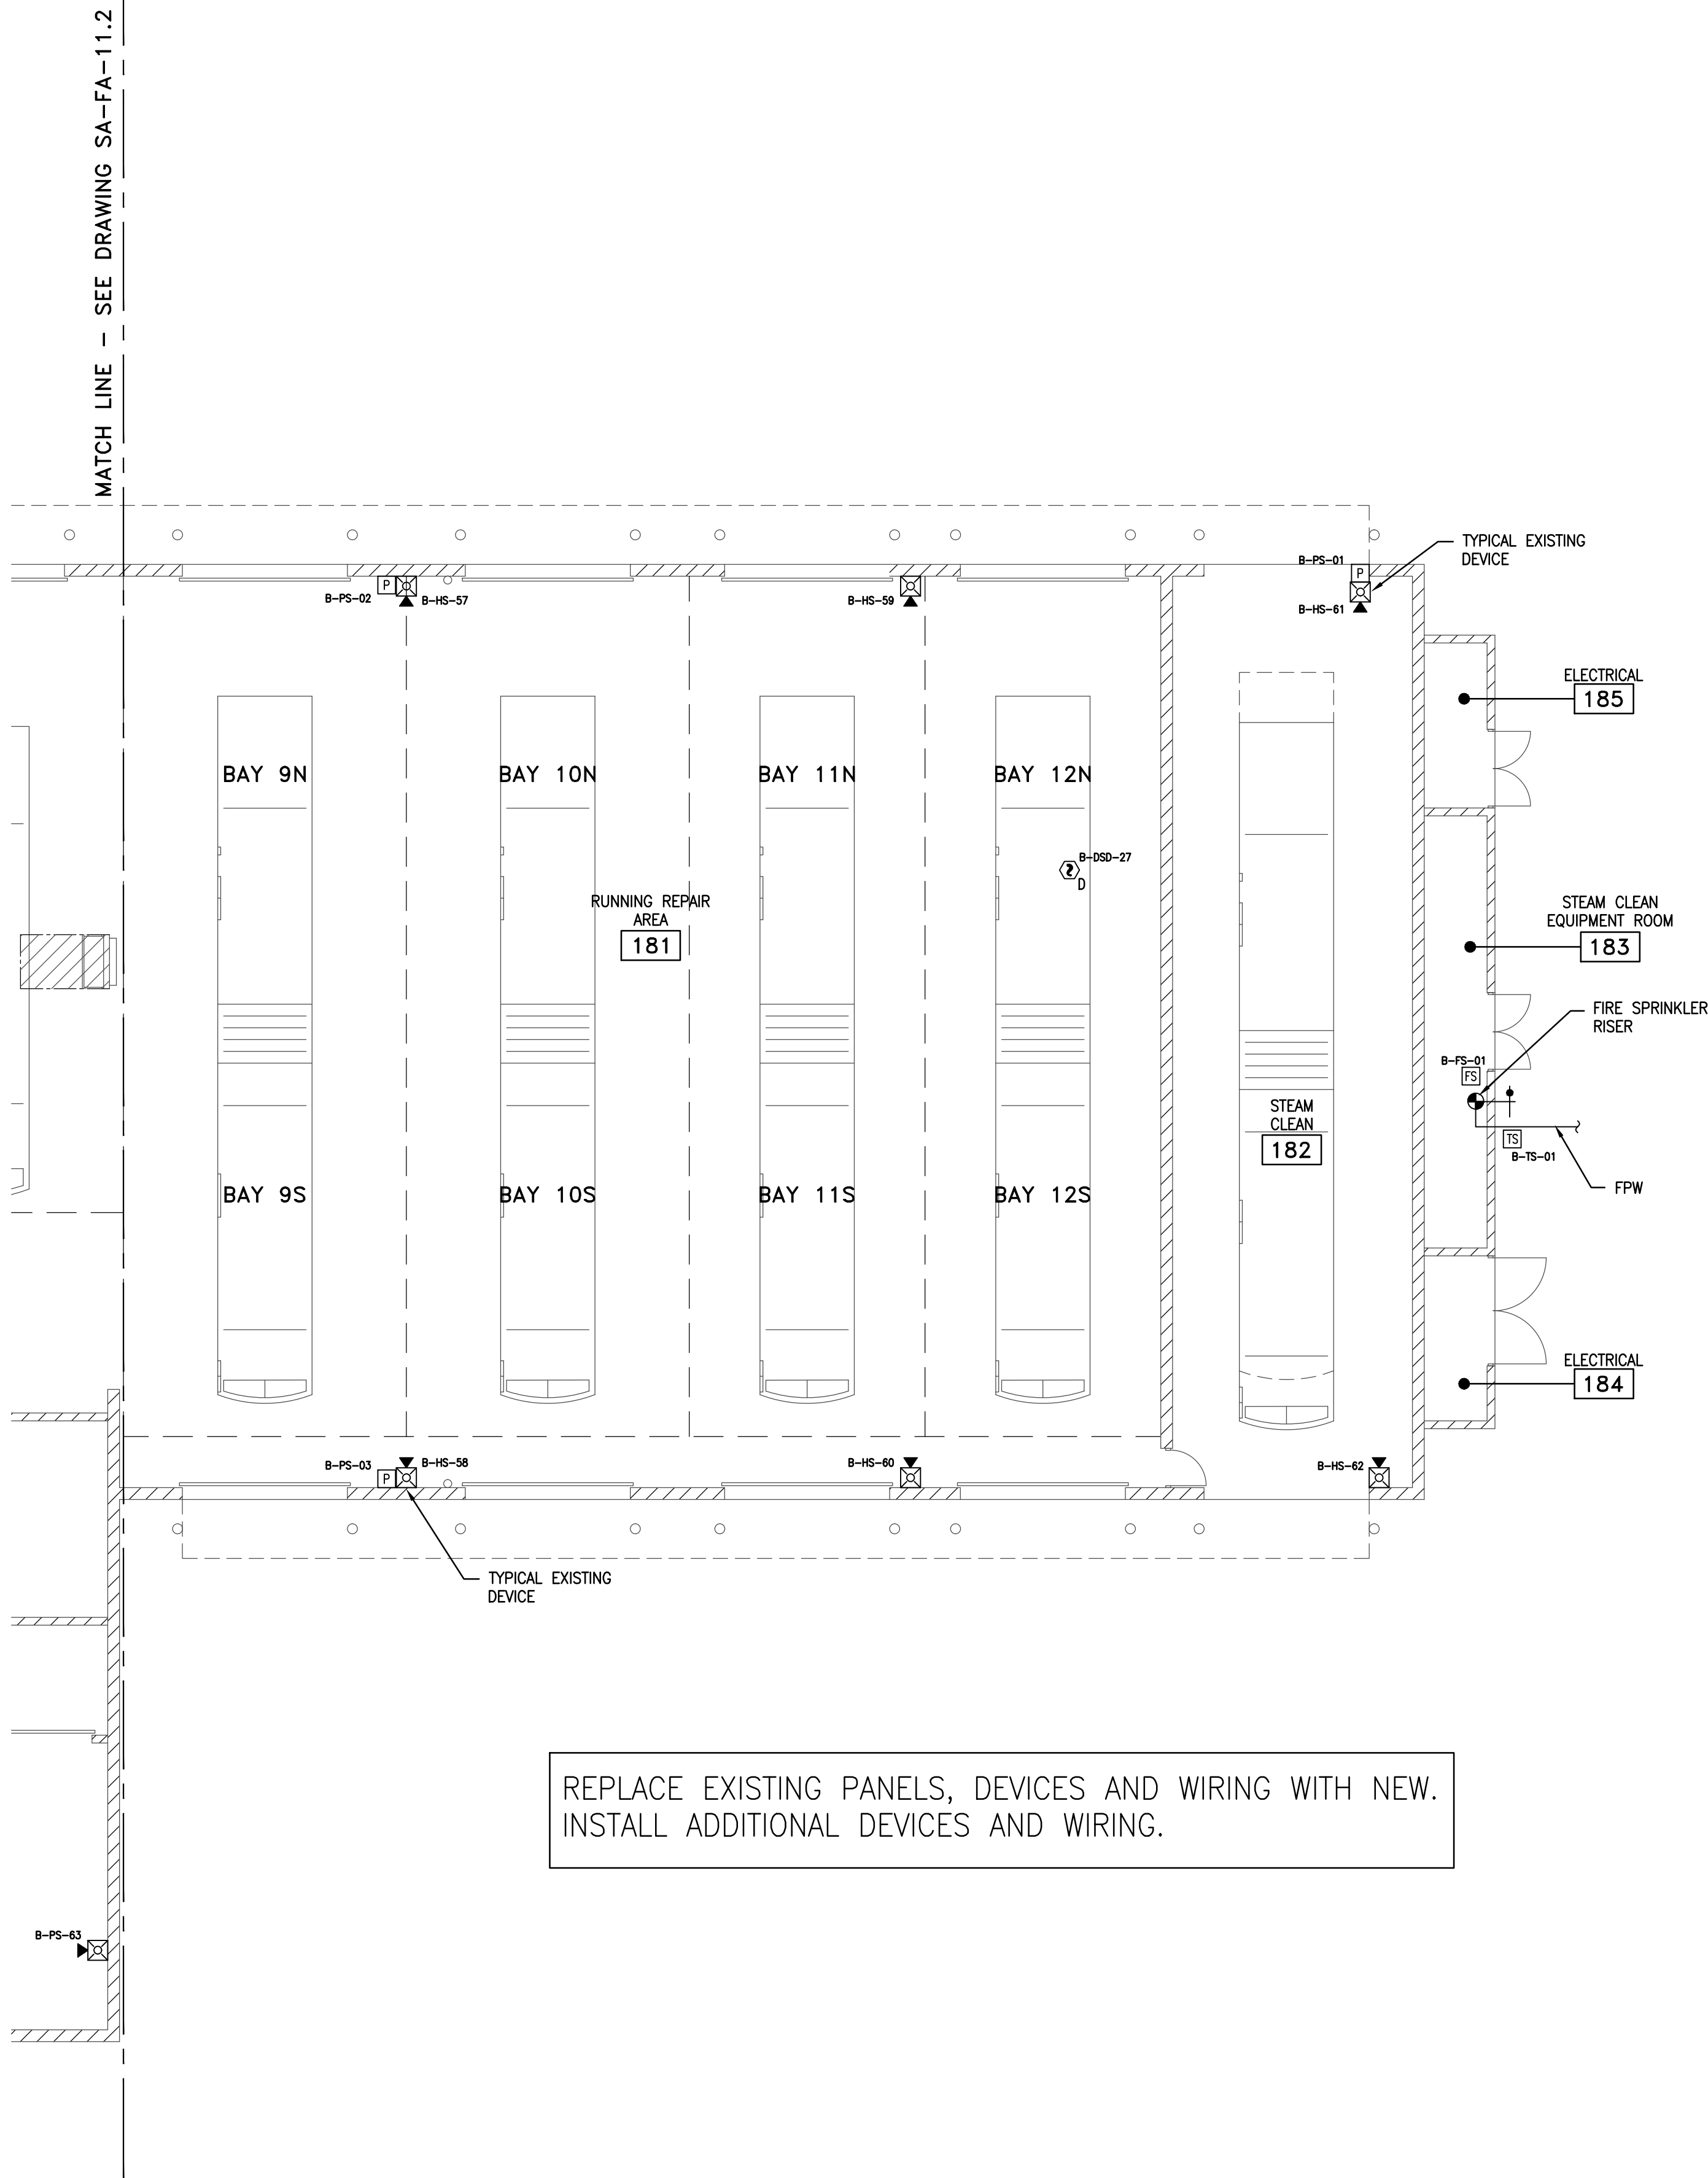 MATCH LINE – SEE DRAWING SA–FA–11.2
TYPICAL EXISTING
DEVICE
B–PS–01
P
B–HS–61
B–PS–02
P
B–HS–57
B–HS–59
ELECTRICAL
185
BAY 9N
BAY 10N
BAY 11N
BAY 12N
B–DSD–27
D
RUNNING REPAIR
AREA
181
STEAM CLEAN
EQUIPMENT ROOM
183
FIRE SPRINKLER
RISER
B–FS–01
FS
STEAM
CLEAN
182
TS
B–TS–01
FPW
BAY 9S
BAY 10S
BAY 11S
BAY 12S
ELECTRICAL
184
B–PS–03
P
B–HS–58
B–HS–60
B–HS–62
TYPICAL EXISTING
DEVICE
REPLACE EXISTING PANELS, DEVICES AND WIRING WITH NEW.
INSTALL ADDITIONAL DEVICES AND WIRING.
B–PS–63